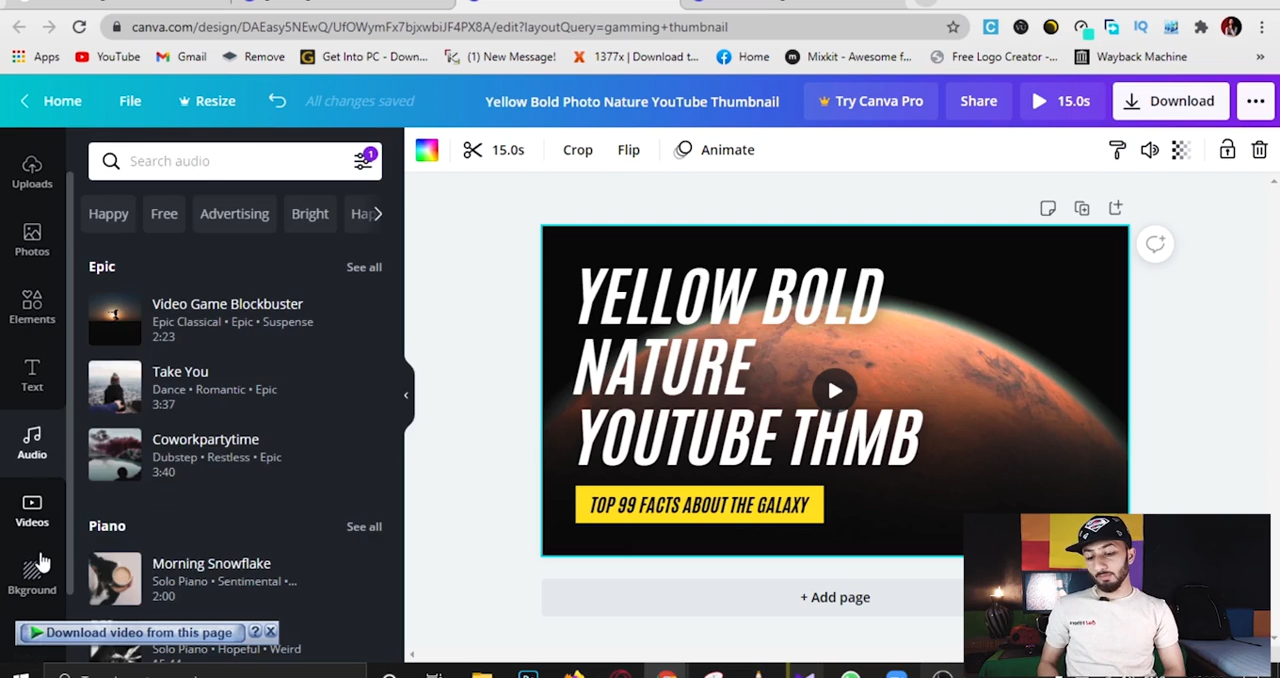 canva.com/design/DAEasy5NEwQ/UfOWymFx7bjxwbiJF4PX8A/edit?layoutQuery=gamming+thumbnail
Apps YouTube Gmail Remove Get Into PC - Down... (1) New Message! 1377x | Download t... Home Mixkit - Awesome f... Free Logo Creator -... Wayback Machine »
Home File Resize All changes saved Yellow Bold Photo Nature YouTube Thumbnail Try Canva Pro Share 15.0s Download
15.0s Crop Flip Animate
Uploads
Photos
Elements
Text
Audio
Videos
Bkground
Search audio 1
Happy Free Advertising Bright Hap
Epic See all
Video Game Blockbuster
Epic Classical • Epic • Suspense
2:23
Take You
Dance • Romantic • Epic
3:37
Coworkpartytime
Dubstep • Restless • Epic
3:40
Piano See all
Morning Snowflake
Solo Piano • Sentimental •...
2:00
Solo Piano • Hopeful • Weird
Download video from this page ? X
YELLOW BOLD
NATURE
YOUTUBE THMB
TOP 99 FACTS ABOUT THE GALAXY
+ Add page